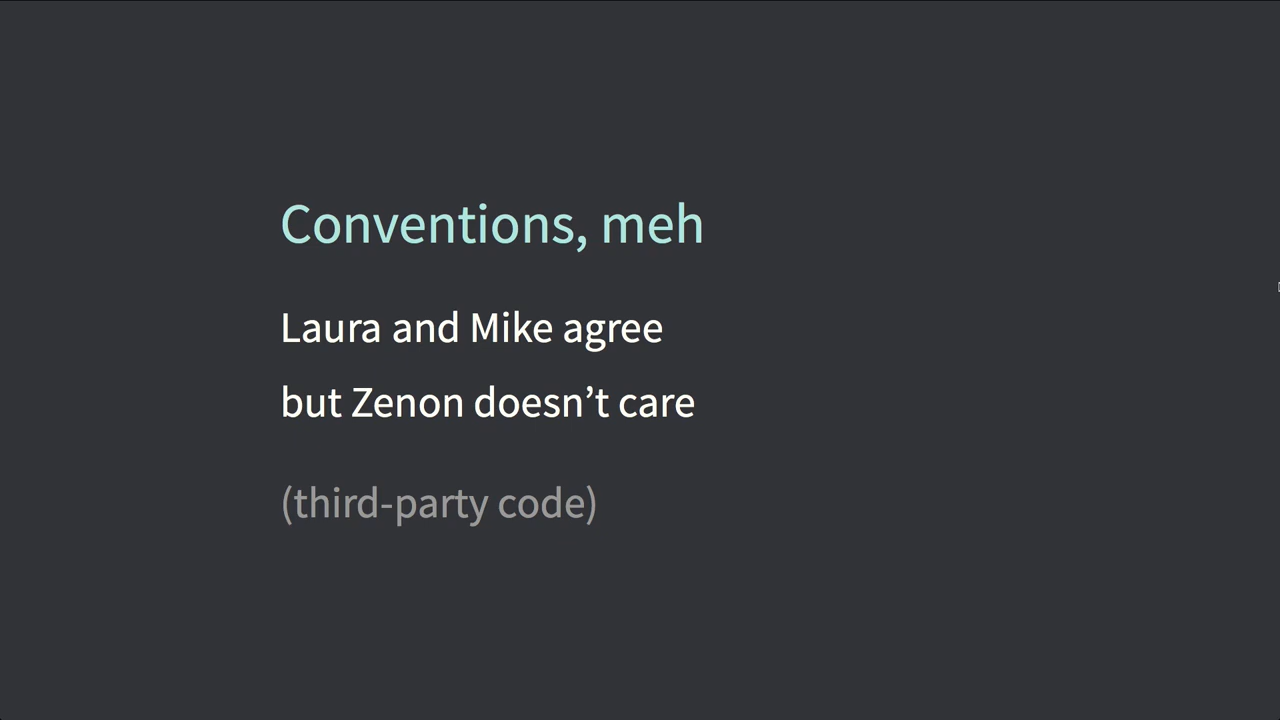 Conventions, meh
Laura and Mike agree
but Zenon doesn’t care
(third-party code)